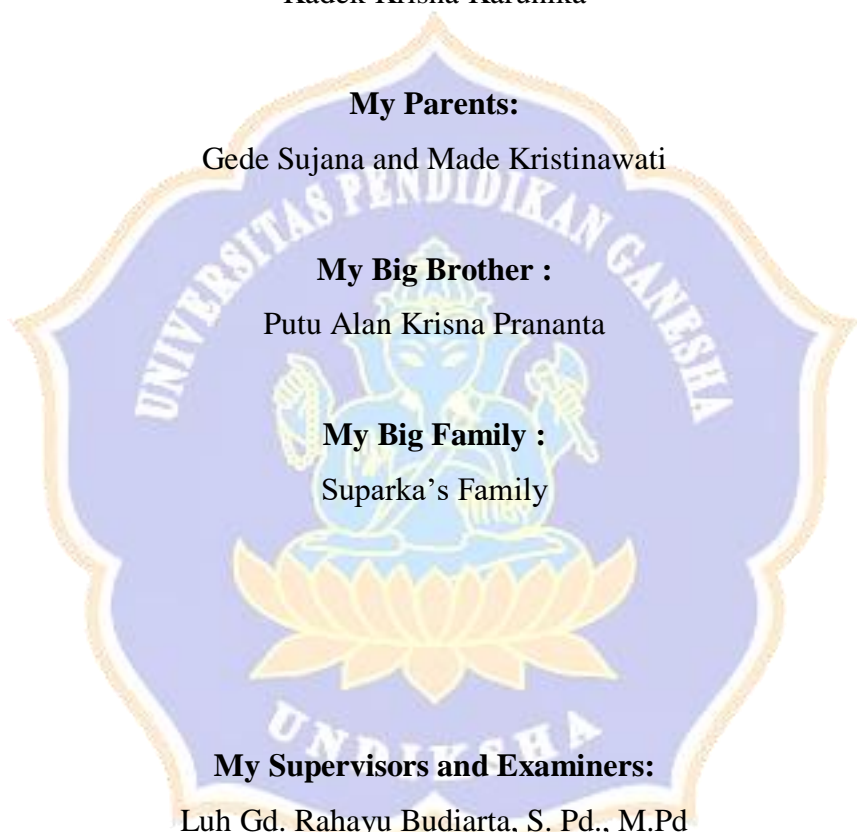 Kadek Krisna Karunika
My Parents:
Gede Sujana and Made Kristinawati
UNIVERSITAS PENDIDIKAN GANESHA
My Big Brother :
Putu Alan Krisna Prananta
My Big Family :
Suparka’s Family
UNDIKSHA
My Supervisors and Examiners:
Luh Gd. Rahayu Budiarta, S. Pd., M.Pd